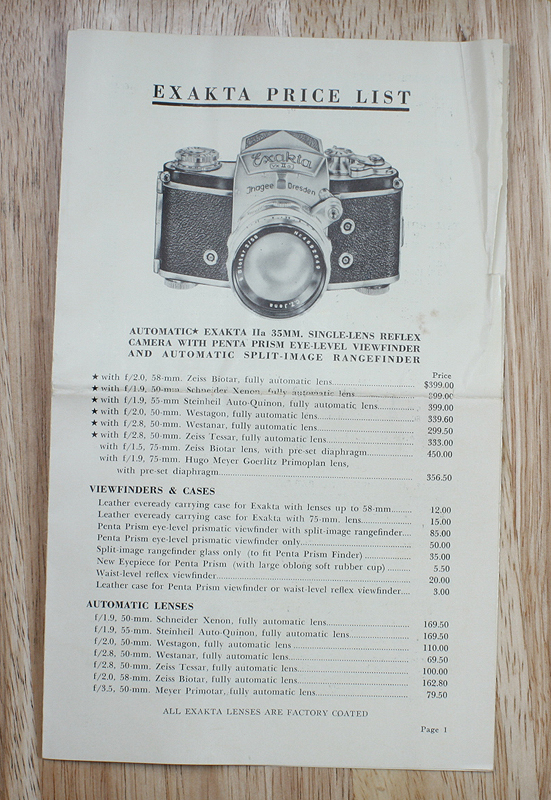 EXAKTA PRICE LIST
Exakta
VX IIa
Ihagee Dresden
AUTOMATIC★ EXAKTA IIa 35MM. SINGLE-LENS REFLEX
CAMERA WITH PENTA PRISM EYE-LEVEL VIEWFINDER
AND AUTOMATIC SPLIT-IMAGE RANGEFINDER
Price
★ with f/2.0, 58-mm. Zeiss Biotar, fully automatic lens.................... $399.00
★ with f/1.9, 50-mm. Schneider Xenon, fully automatic lens.................... 399.00
★ with f/1.9, 55-mm Steinheil Auto-Quinon, fully automatic lens.......... 399.00
★ with f/2.0, 50-mm. Westagon, fully automatic lens.................... 339.60
★ with f/2.8, 50-mm. Westanar, fully automatic lens.................... 299.50
★ with f/2.8, 50-mm. Zeiss Tessar, fully automatic lens.................... 333.00
with f/1.5, 75-mm. Zeiss Biotar lens, with pre-set diaphragm.......... 450.00
with f/1.9, 75-mm. Hugo Meyer Goerlitz Primoplan lens,
with pre-set diaphragm.................... 356.50
VIEWFINDERS & CASES
Leather eveready carrying case for Exakta with lenses up to 58-mm........ 12.00
Leather eveready carrying case for Exakta with 75-mm. lens.......... 15.00
Penta Prism eye-level prismatic viewfinder with split-image rangefinder.... 85.00
Penta Prism eye-level prismatic viewfinder only.................... 50.00
Split-image rangefinder glass only (to fit Penta Prism Finder).......... 35.00
New Eyepiece for Penta Prism (with large oblong soft rubber cup)........ 5.50
Waist-level reflex viewfinder.................... 20.00
Leather case for Penta Prism viewfinder or waist-level reflex viewfinder.... 3.00
AUTOMATIC LENSES
f/1.9, 50-mm. Schneider Xenon, fully automatic lens.................... 169.50
f/1.9, 55-mm. Steinheil Auto-Quinon, fully automatic lens.................... 169.50
f/2.0, 50-mm. Westagon, fully automatic lens.................... 110.00
f/2.8, 50-mm. Westanar, fully automatic lens.................... 69.50
f/2.8, 50-mm. Zeiss Tessar, fully automatic lens.................... 100.00
f/2.0, 58-mm. Zeiss Biotar, fully automatic lens.................... 162.80
f/3.5, 50-mm. Meyer Primotar, fully automatic lens.................... 79.50
ALL EXAKTA LENSES ARE FACTORY COATED
Page 1